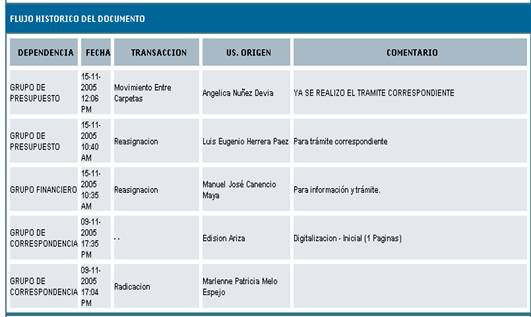 FLUJO HISTORICO DEL DOCUMENTO
DEPENDENCIA FECHA TRANSACCION US. ORIGEN COMENTARIO
GRUPO DE PRESUPUESTO 15-11-2005 12:06 PM Movimiento Entre Carpetas Angelica Nuñez Devia YA SE REALIZO EL TRAMITE CORRESPONDIENTE
GRUPO DE PRESUPUESTO 15-11-2005 10:40 AM Reasignacion Luis Eugenio Herrera Paez Para trámite correspondiente
GRUPO FINANCIERO 15-11-2005 10:35 AM Reasignacion Manuel José Canencio Maya Para información y trámite.
GRUPO DE CORRESPONDENCIA 09-11-2005 17:35 PM - - Edision Ariza Digitalizacion - Inicial (1 Paginas)
GRUPO DE CORRESPONDENCIA 09-11-2005 17:04 PM Radicacion Marlenne Patricia Melo Espejo